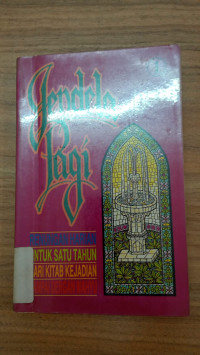 Jendela
Pagi
UNTUK SATU TAHUN
DARI KITAB KEJADIAN